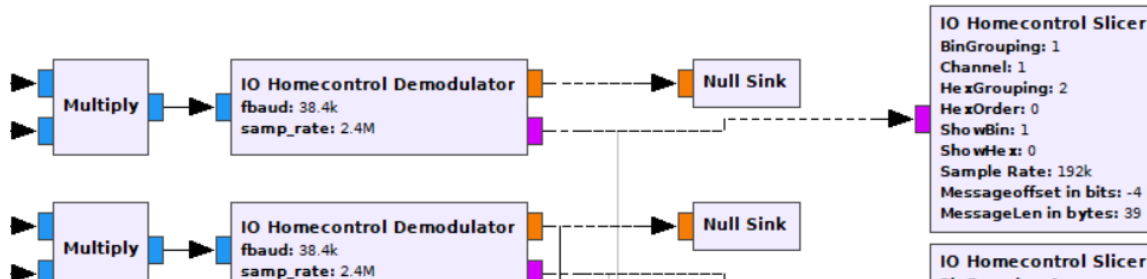 Multiply
IO Homecontrol Demodulator
fbaud: 38.4k
samp_rate: 2.4M
Null Sink
IO Homecontrol Slicer
BinGrouping: 1
Channel: 1
HexGrouping: 2
HexOrder: 0
ShowBin: 1
ShowHex: 0
Sample Rate: 192k
Messageoffset in bits: -4
MessageLen in bytes: 39
Multiply
IO Homecontrol Demodulator
fbaud: 38.4k
samp_rate: 2.4M
Null Sink
IO Homecontrol Slicer